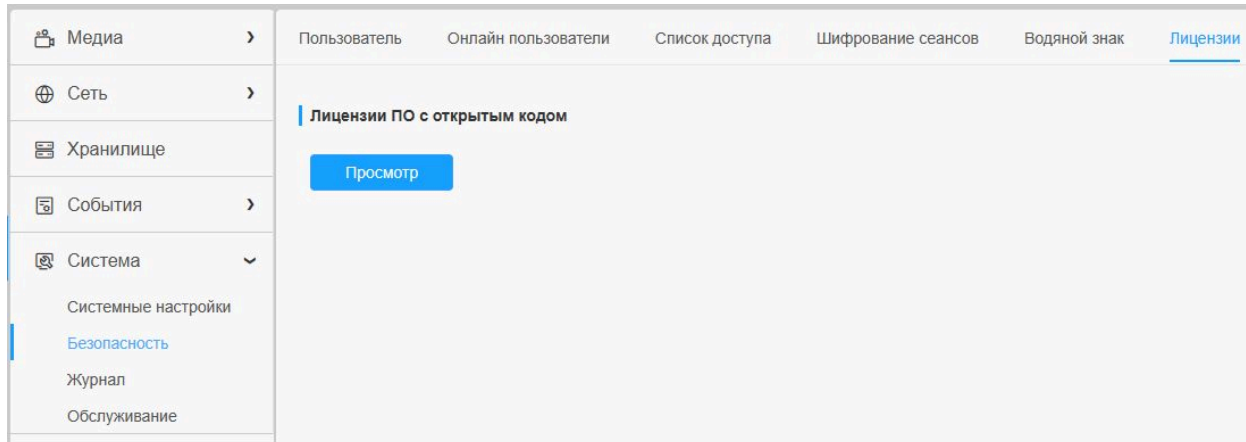 Медиа
Сеть
Хранилище
События
Система
Системные настройки
Безопасность
Журнал
Обслуживание
Пользователь Онлайн пользователи Список доступа Шифрование сеансов Водяной знак Лицензии
Лицензии ПО с открытым кодом
Просмотр